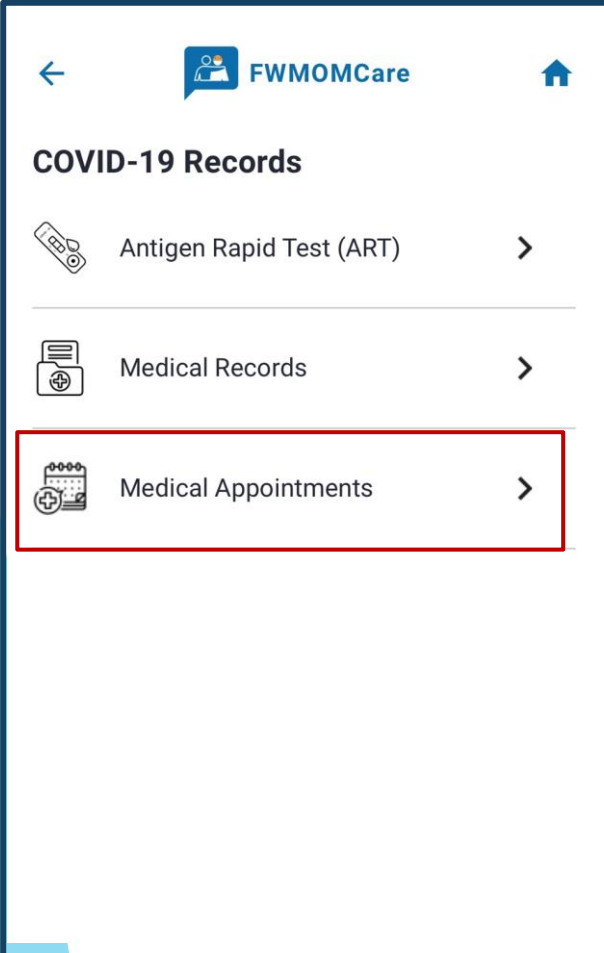 FWMOMCare
COVID-19 Records
Antigen Rapid Test (ART)
Medical Records
Medical Appointments